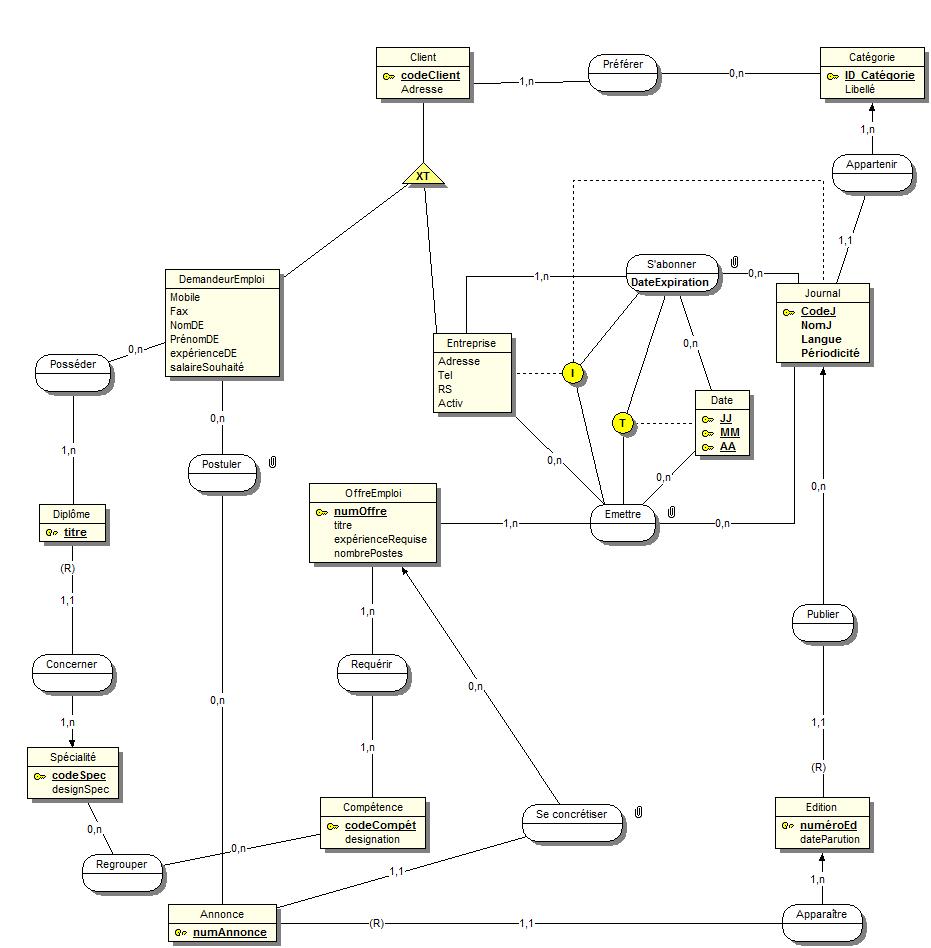 Client
codeClient
Adresse
1,n
Préférer
0,n
Catégorie
ID_Catégorie
Libellé
1,n
Appartenir
1,1
XT
DemandeurEmploi
Mobile
Fax
NomDE
PrénomDE
expérienceDE
salaireSouhaité
1,n
S'abonner
DateExpiration
0,n
Journal
CodeJ
NomJ
Langue
Périodicité
Entreprise
Adresse
Tel
RS
Activ
I
0,n
T
Date
JJ
MM
AA
0,n
Posséder
1,n
0,n
Postuler
0,n
0,n
Diplôme
titre
(R)
1,1
OffreEmploi
numOffre
titre
expérienceRequise
nombrePostes
1,n
Emettre
0,n
0,n
Concerner
1,n
1,n
Requérir
1,n
0,n
0,n
Publier
1,1
(R)
Spécialité
codeSpec
designSpec
0,n
Regrouper
0,n
Compétence
codeCompét
designation
Se concrétiser
1,1
Edition
numéroEd
dateParution
1,n
Annonce
numAnnonce
(R)
1,1
Apparaître